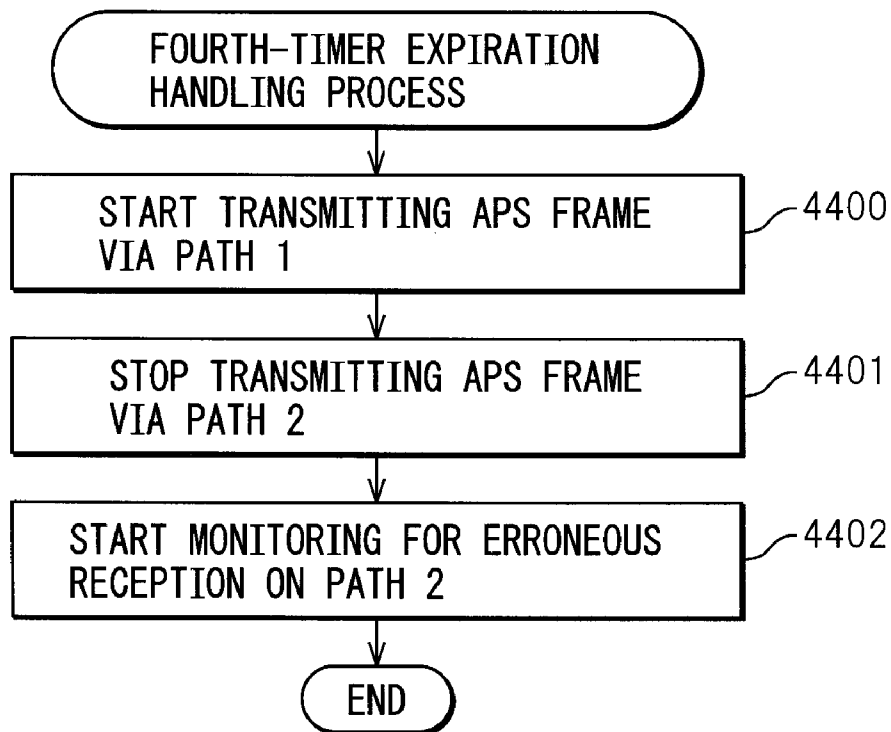 FOURTH-TIMER EXPIRATION
HANDLING PROCESS
START TRANSMITTING APS FRAME
VIA PATH 1
4400
STOP TRANSMITTING APS FRAME
VIA PATH 2
4401
START MONITORING FOR ERRONEOUS
RECEPTION ON PATH 2
4402
END